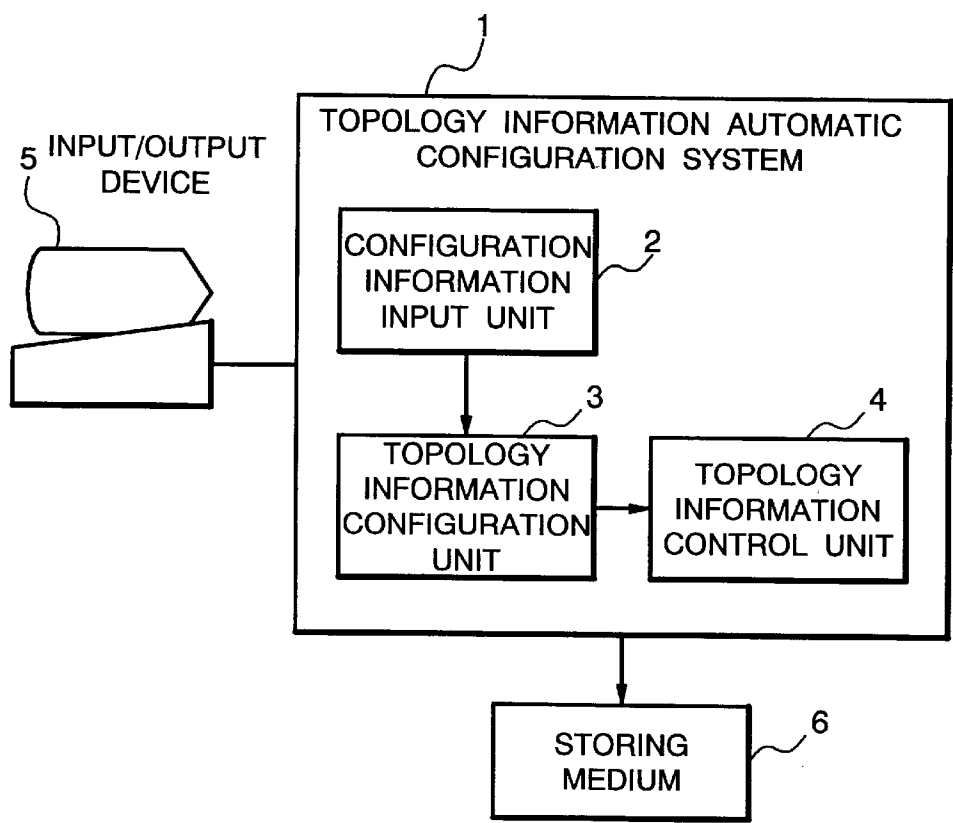 1
TOPOLOGY INFORMATION AUTOMATIC
CONFIGURATION SYSTEM
5
INPUT/OUTPUT
DEVICE
CONFIGURATION
INFORMATION
INPUT UNIT
2
3
TOPOLOGY
INFORMATION
CONFIGURATION
UNIT
4
TOPOLOGY
INFORMATION
CONTROL UNIT
STORING
MEDIUM
6